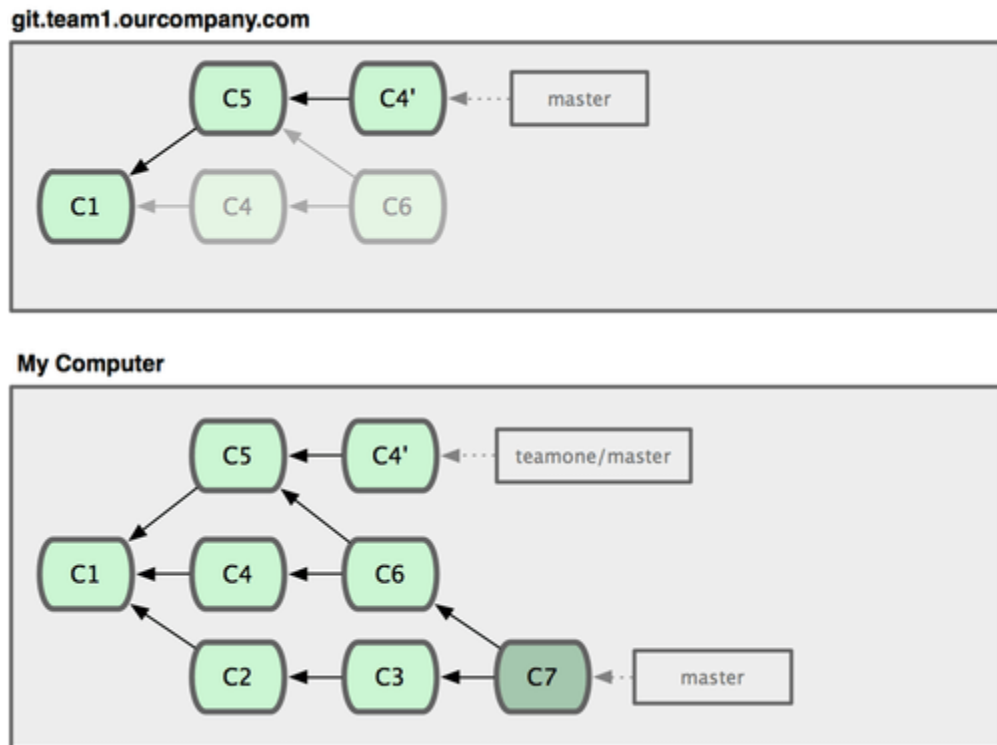 git.team1.ourcompany.com
C5 C4' master
C1 C4 C6
My Computer
C5 C4' teamone/master
C1 C4 C6
C2 C3 C7 master